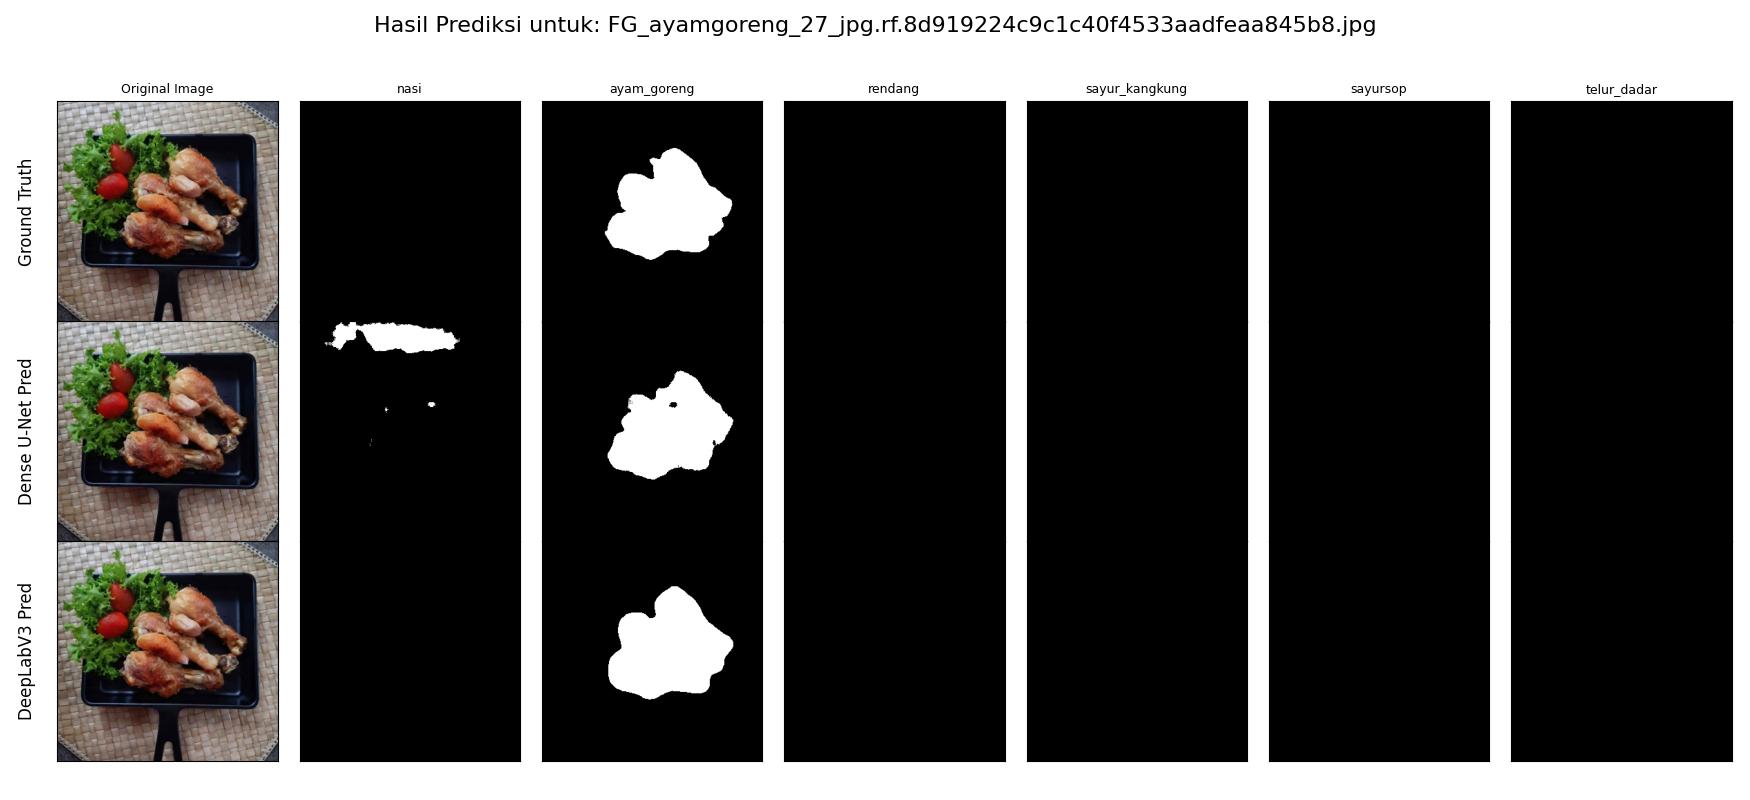 Hasil Prediksi untuk: FG_ayamgoreng_27_jpg.rf.8d919224c9c1c40f4533aadfeaa845b8.jpg
Original Image
nasi
ayam_goreng
rendang
sayur_kangkung
sayursop
telur_dadar
Ground Truth
Dense U-Net Pred
DeepLabV3 Pred